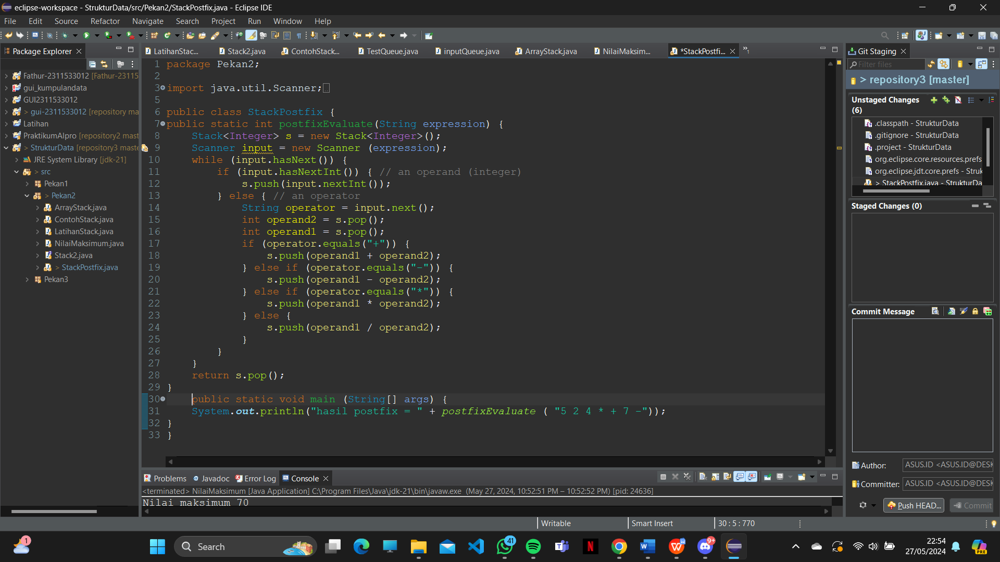 eclipse-workspace - StrukturData/src/Pekan2/StackPostfix.java - Eclipse IDE
File Edit Source Refactor Navigate Search Project Run Window Help
Package Explorer
Fathur-2311533012 [Fathur-23115
gui_kumpulandata
GUI2311533012
> gui-2311533012 [repository ma
Latihan
PraktikumAlpro [repository2 mast
> StrukturData [repository3 maste
JRE System Library [jdk-21]
> src
Pekan1
> Pekan2
ArrayStack.java
ContohStack.java
LatihanStack.java
NilaiMaksimum.java
Stack2.java
> StackPostfix.java
Pekan3
LatihanStac... Stack2.java ContohStack... TestQueue.java inputQueue.java ArrayStack.java NilaiMaksim... *StackPostfi... »1
1 package Pekan2;
2
3 import java.util.Scanner;
5
6 public class StackPostfix {
7 public static int postfixEvaluate(String expression) {
8 Stack<Integer> s = new Stack<Integer>();
9 Scanner input = new Scanner (expression);
10 while (input.hasNext()) {
11 if (input.hasNextInt()) { // an operand (integer)
12 s.push(input.nextInt());
13 } else { // an operator
14 String operator = input.next();
15 int operand2 = s.pop();
16 int operand1 = s.pop();
17 if (operator.equals("+")) {
18 s.push(operand1 + operand2);
19 } else if (operator.equals("-")) {
20 s.push(operand1 - operand2);
21 } else if (operator.equals("*")) {
22 s.push(operand1 * operand2);
23 } else {
24 s.push(operand1 / operand2);
25 }
26 }
27 }
28 return s.pop();
29 }
30 public static void main (String[] args) {
31 System.out.println("hasil postfix = " + postfixEvaluate ( "5 2 4 * + 7 -"));
32 }
33 }
Problems Javadoc Error Log Console
<terminated> NilaiMaksimum [Java Application] C:\Program Files\Java\jdk-21\bin\javaw.exe (May 27, 2024, 10:52:51 PM – 10:52:52 PM) [pid: 24636]
Nilai maksimum 70
Git Staging
Filter files
> repository3 [master]
Unstaged Changes
(6)
.classpath - StrukturData
.gitignore - StrukturData
.project - StrukturData
org.eclipse.core.resources.prefs
org.eclipse.jdt.core.prefs - Struk
> StackPostfix.java - StrukturDa
Staged Changes (0)
Commit Message
Author: ASUS.ID <ASUS.ID@DESK
Committer: ASUS.ID <ASUS.ID@DESK
Push HEAD... Commit
Writable Smart Insert 30 : 5 : 770
1
Search
41
9+
22:54
27/05/2024
PRE